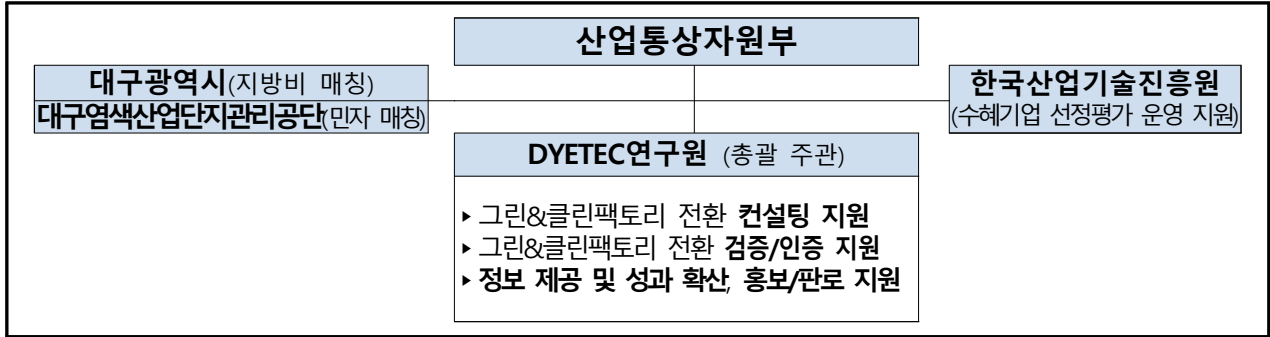 산업통상자원부
대구광역시(지방비 매칭)
대구염색산업단지관리공단(민자 매칭)
한국산업기술진흥원
(수혜기업 선정평가 운영 지원)
DYETEC연구원 (총괄 주관)
▸ 그린&클린팩토리 전환 컨설팅 지원
▸ 그린&클린팩토리 전환 검증/인증 지원
▸ 정보 제공 및 성과 확산, 홍보/판로 지원